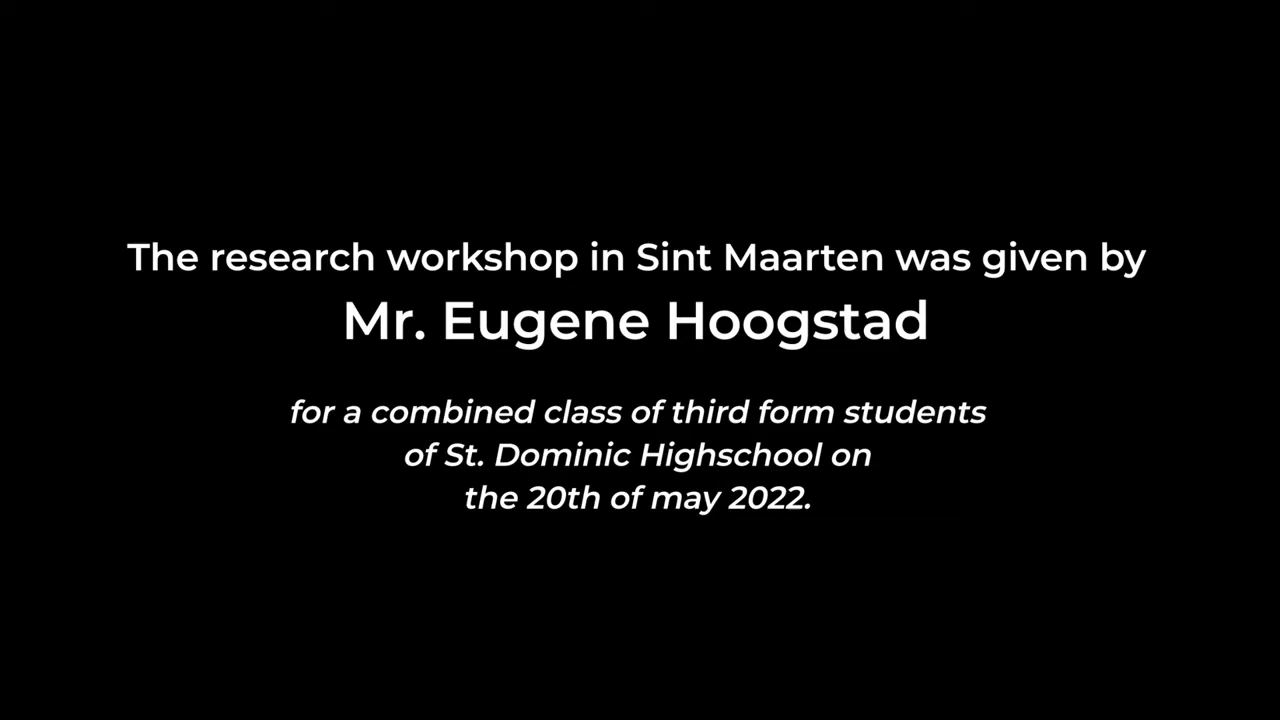 The research workshop in Sint Maarten was given by
Mr. Eugene Hoogstad
for a combined class of third form students
of St. Dominic Highschool on
the 20th of may 2022.